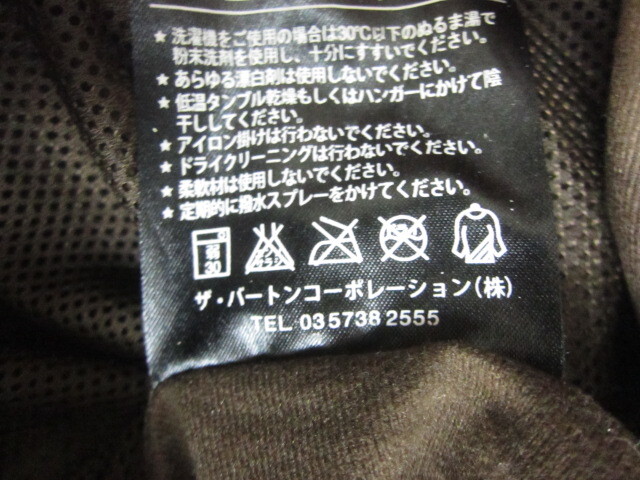 ★ 洗濯機をご使用の場合は30℃以下のぬるま湯で
粉末洗剤を使用し、十分にすすいでください。
★ あらゆる漂白剤は使用しないでください。
★ 低温タンブル乾燥もしくはハンガーにかけて陰
干ししてください。
★ アイロン掛けは行わないでください。
★ ドライクリーニングは行わないでください。
★ 柔軟材は使用しないでください。
★ 定期的に撥水スプレーをかけてください。
弱
30
ザ・バートンコーポレーション(株)
TEL 03 5738 2555